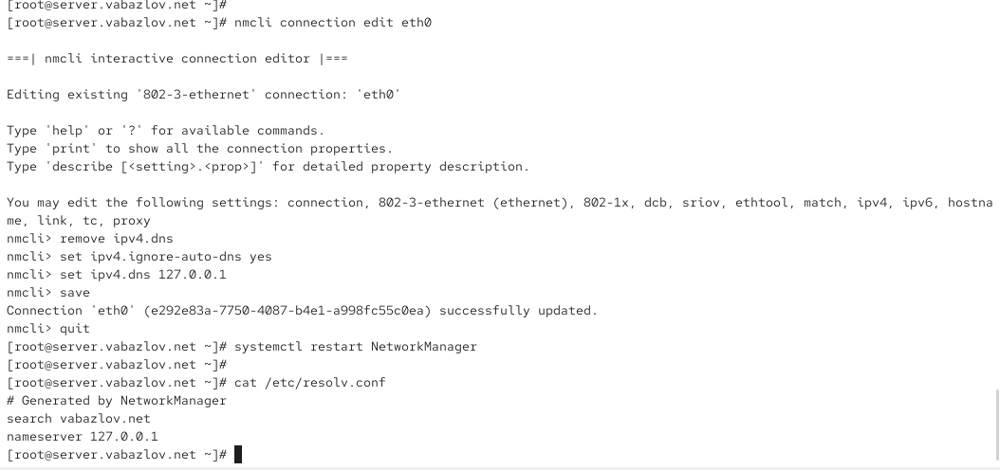 [root@server.vabazlov.net ~]#
[root@server.vabazlov.net ~]# nmcli connection edit eth0
===| nmcli interactive connection editor |===
Editing existing '802-3-ethernet' connection: 'eth0'
Type 'help' or '?' for available commands.
Type 'print' to show all the connection properties.
Type 'describe [<setting>.<prop>]' for detailed property description.
You may edit the following settings: connection, 802-3-ethernet (ethernet), 802-1x, dcb, sriov, ethtool, match, ipv4, ipv6, hostna
me, link, tc, proxy
nmcli> remove ipv4.dns
nmcli> set ipv4.ignore-auto-dns yes
nmcli> set ipv4.dns 127.0.0.1
nmcli> save
Connection 'eth0' (e292e83a-7750-4087-b4e1-a998fc55c0ea) successfully updated.
nmcli> quit
[root@server.vabazlov.net ~]# systemctl restart NetworkManager
[root@server.vabazlov.net ~]#
[root@server.vabazlov.net ~]# cat /etc/resolv.conf
# Generated by NetworkManager
search vabazlov.net
nameserver 127.0.0.1
[root@server.vabazlov.net ~]#